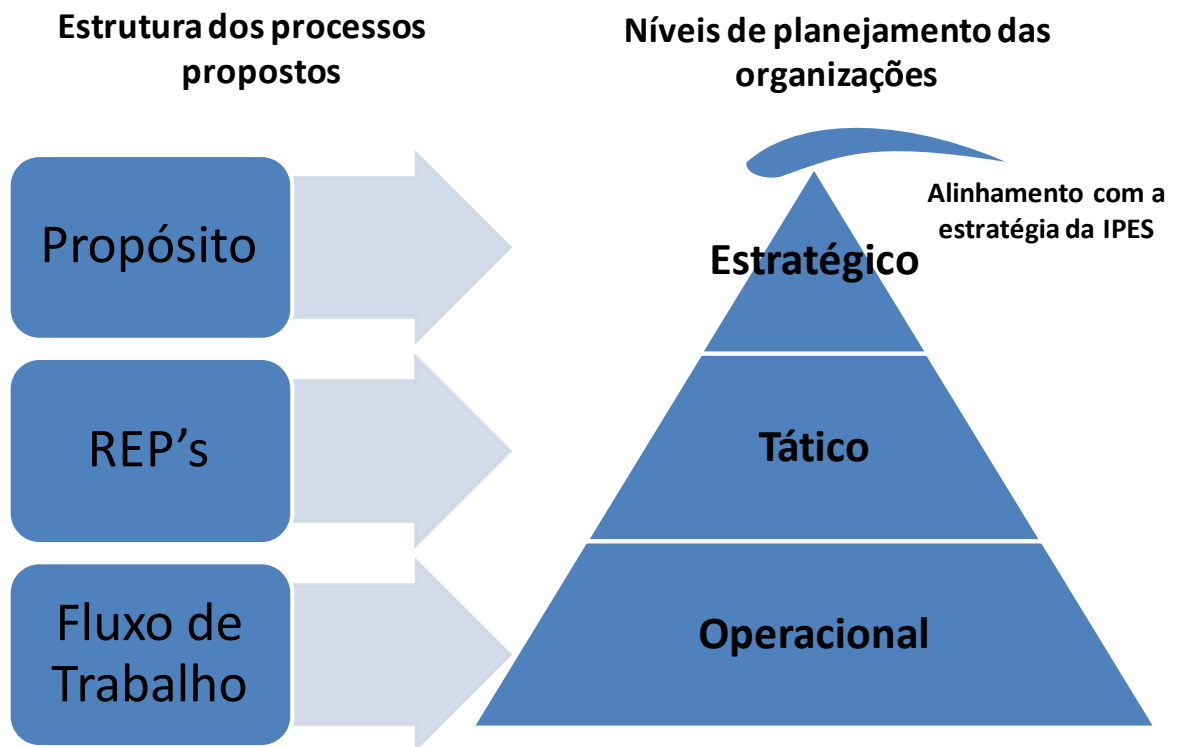 Estrutura dos processos
propostos
Níveis de planejamento das
organizações
Alinhamento com a
estratégia da IPES
Propósito
Estratégico
REP’s
Tático
Fluxo de
Trabalho
Operacional